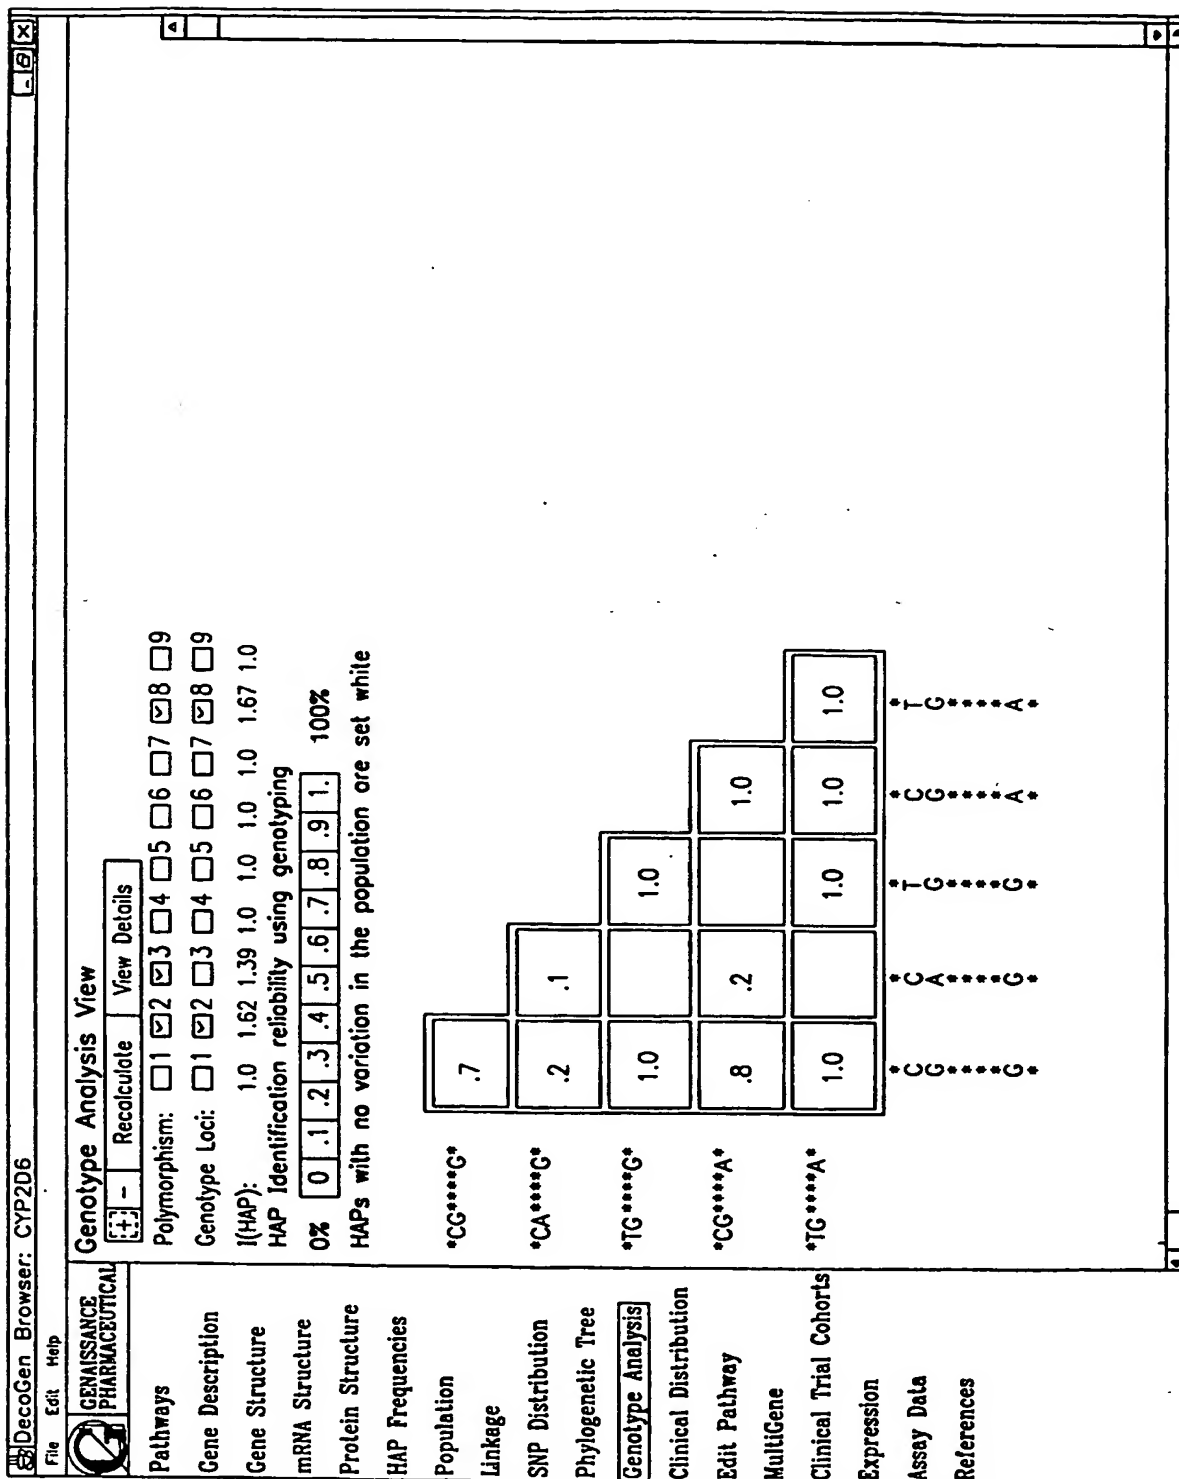 DecoGen Browser: CYP2D6
File Edit Help
GENAISSANCE
PHARMACEUTICAL
Pathways
Gene Description
Gene Structure
mRNA Structure
Protein Structure
HAP Frequencies
Population
Linkage
SNP Distribution
Phylogenetic Tree
Genotype Analysis
Clinical Distribution
Edit Pathway
MultiGene
Clinical Trial Cohorts
Expression
Assay Data
References
Genotype Analysis View
+ - Recalculate View Details
Polymorphism: 1 2 3 4 5 6 7 8 9
Genotype Loci: 1 2 3 4 5 6 7 8 9
I(HAP): 1.0 1.62 1.39 1.0 1.0 1.0 1.0 1.67 1.0
HAP Identification reliability using genotyping
0% 0 .1 .2 .3 .4 .5 .6 .7 .8 .9 1. 100%
HAPs with no variation in the population are set white
*CG****G* .7
*CA****G* .2 .1
*TG****G* 1.0 1.0
*CG****A* .8 .2 1.0
*TG****A* 1.0 1.0 1.0 1.0
*CG****G* *CA****G* *TG****G* *CG****A* *TG****A*